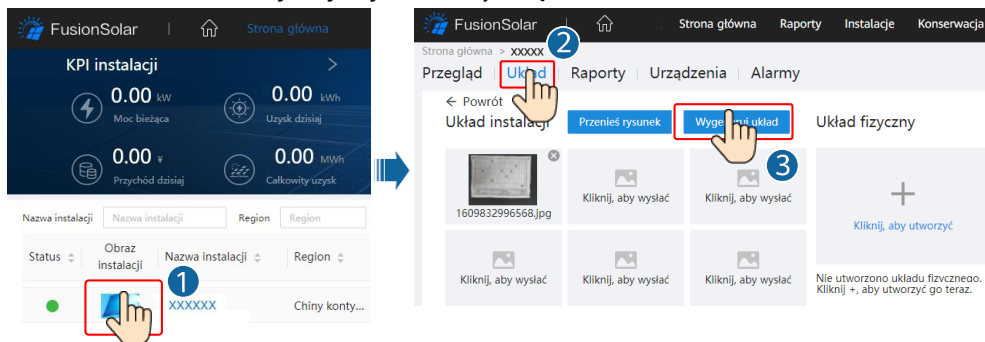 FusionSolar
Strona główna
KPI instalacji
0.00 kW
Moc bieżąca
0.00 kWh
Uzysk dzisiaj
0.00 ¥
Przychód dzisiaj
0.00 MWh
Całkowity uzysk
Nazwa instalacji Nazwa instalacji Region Region
Status Obraz instalacji Nazwa instalacji Region
1
XXXXXX Chiny konty...
FusionSolar Strona główna Raporty Instalacje Konserwacja
Strona główna > XXXXX
2
Przegląd Układ Raporty Urządzenia Alarmy
← Powrót
Układ instalacji Przenieś rysunek Wygeneruj układ Układ fizyczny
3
1609832996568.jpg
Kliknij, aby wysłać
Kliknij, aby wysłać
+
Kliknij, aby utworzyć
Kliknij, aby wysłać
Kliknij, aby wysłać
Kliknij, aby wysłać
Nie utworzono układu fizycznego.
Kliknij +, aby utworzyć go teraz.